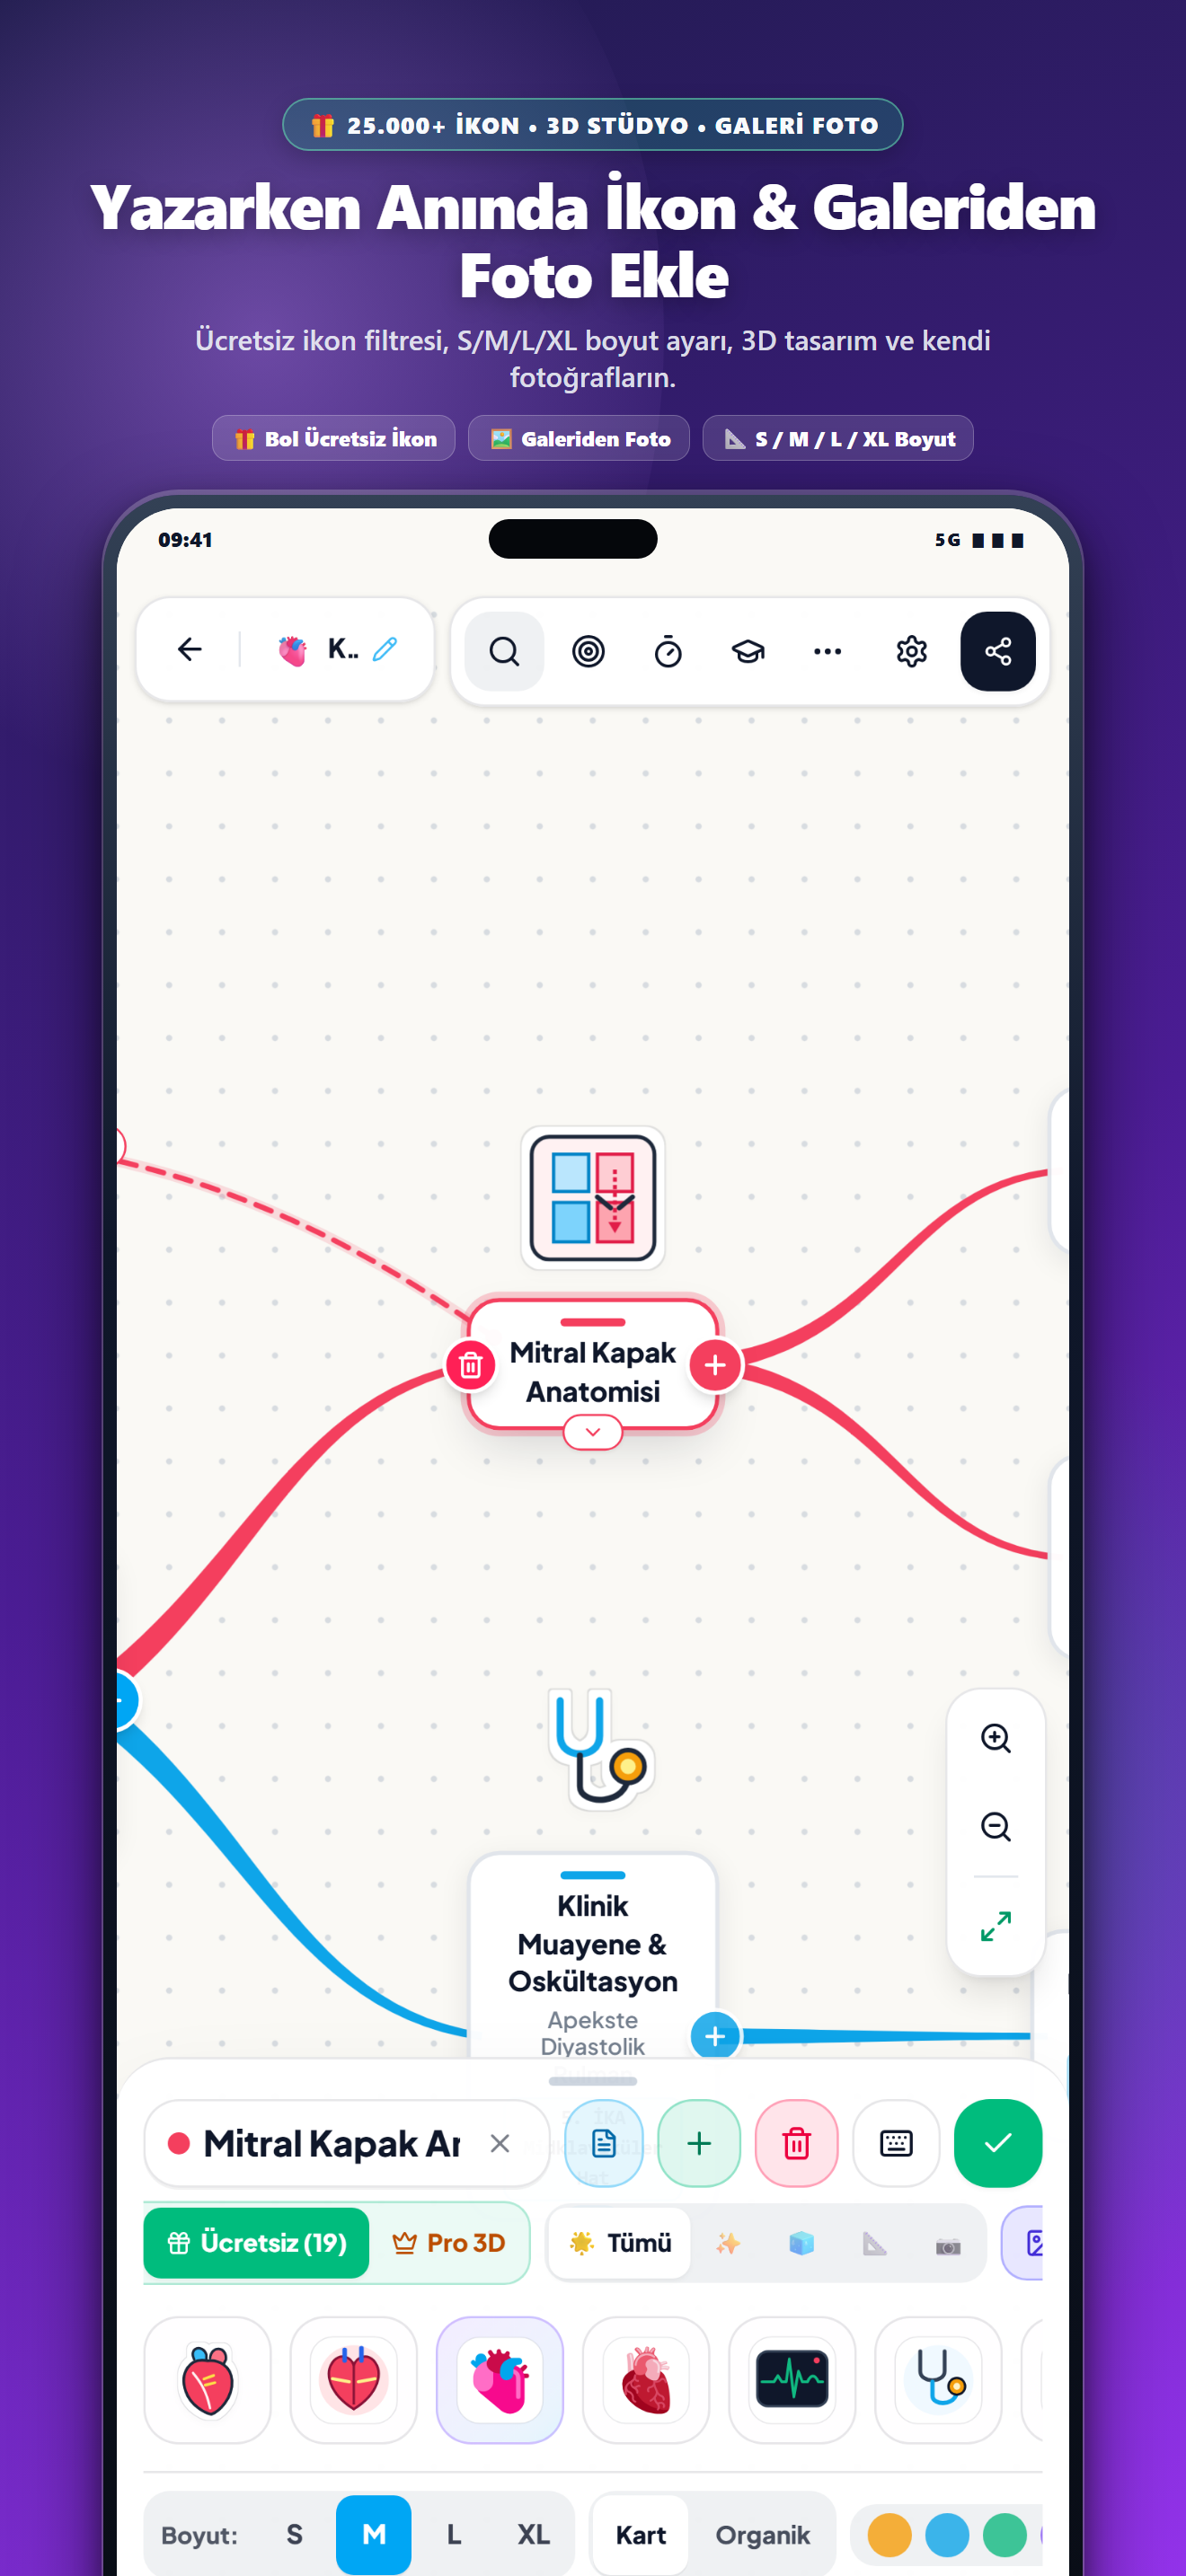 🎁 25.000+ İKON • 3D STÜDYO • GALERİ FOTO
Yazarken Anında İkon & Galeriden
Foto Ekle
Ücretsiz ikon filtresi, S/M/L/XL boyut ayarı, 3D tasarım ve kendi
fotoğrafların.
🎁 Bol Ücretsiz İkon
🖼️ Galeriden Foto
📐 S / M / L / XL Boyut
09:41
5G
K..
Mitral Kapak
Anatomisi
Klinik
Muayene &
Oskültasyon
Apekste
Diyastolik
Mitral Kapak Ar
Ücretsiz (19)
Pro 3D
Tümü
Boyut:
S
M
L
XL
Kart
Organik